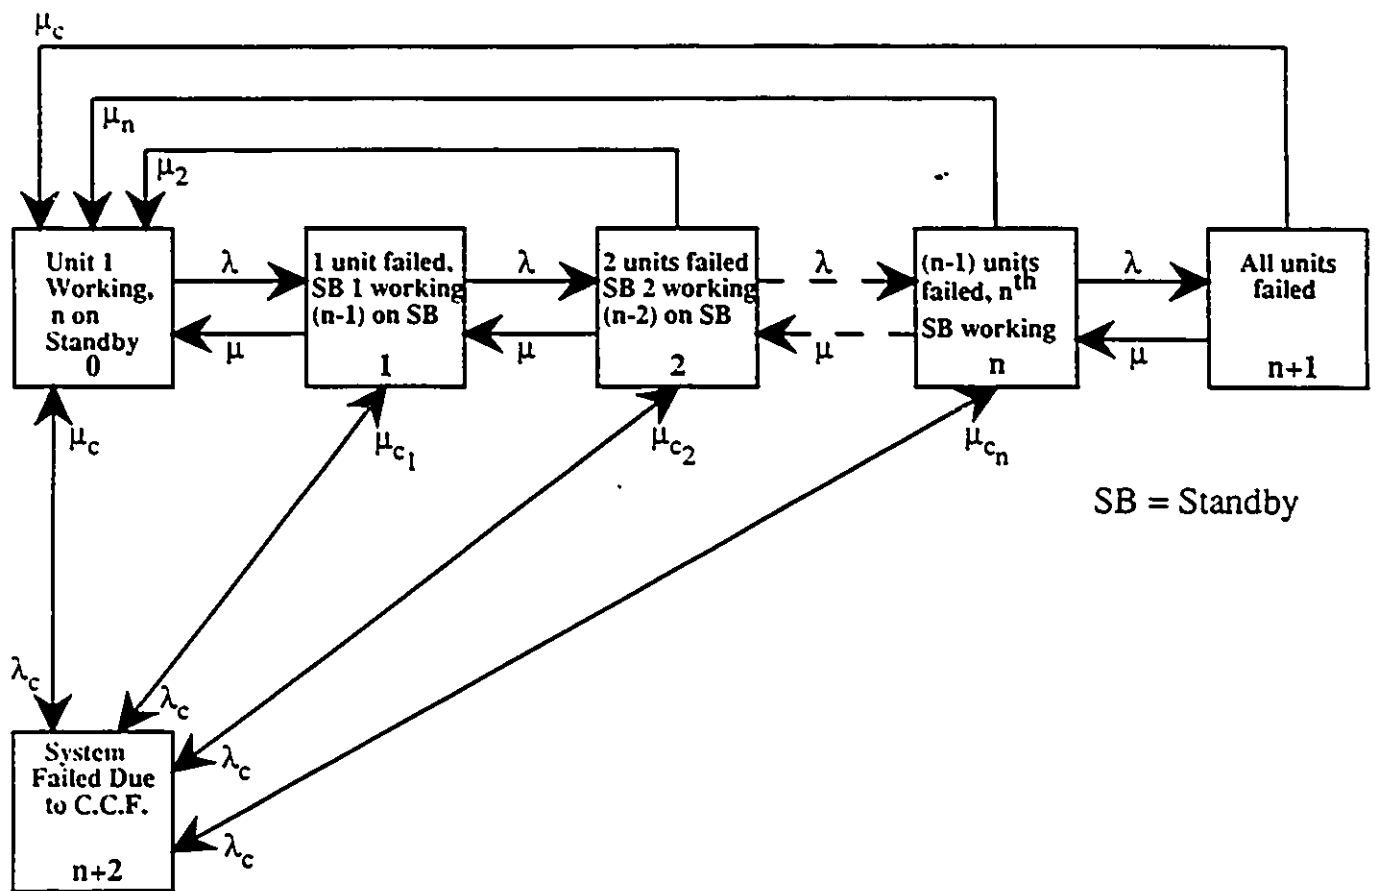 μc
μn
μ2
Unit 1
Working,
n on
Standby
0
λ
μ
1 unit failed,
SB 1 working
(n-1) on SB
1
λ
μ
2 units failed
SB 2 working
(n-2) on SB
2
λ
μ
(n-1) units
failed, nth
SB working
n
λ
μ
All units
failed
n+1
μc
μc1
μc2
μcn
SB = Standby
λc
λc
λc
λc
System
Failed Due
to C.C.F.
n+2